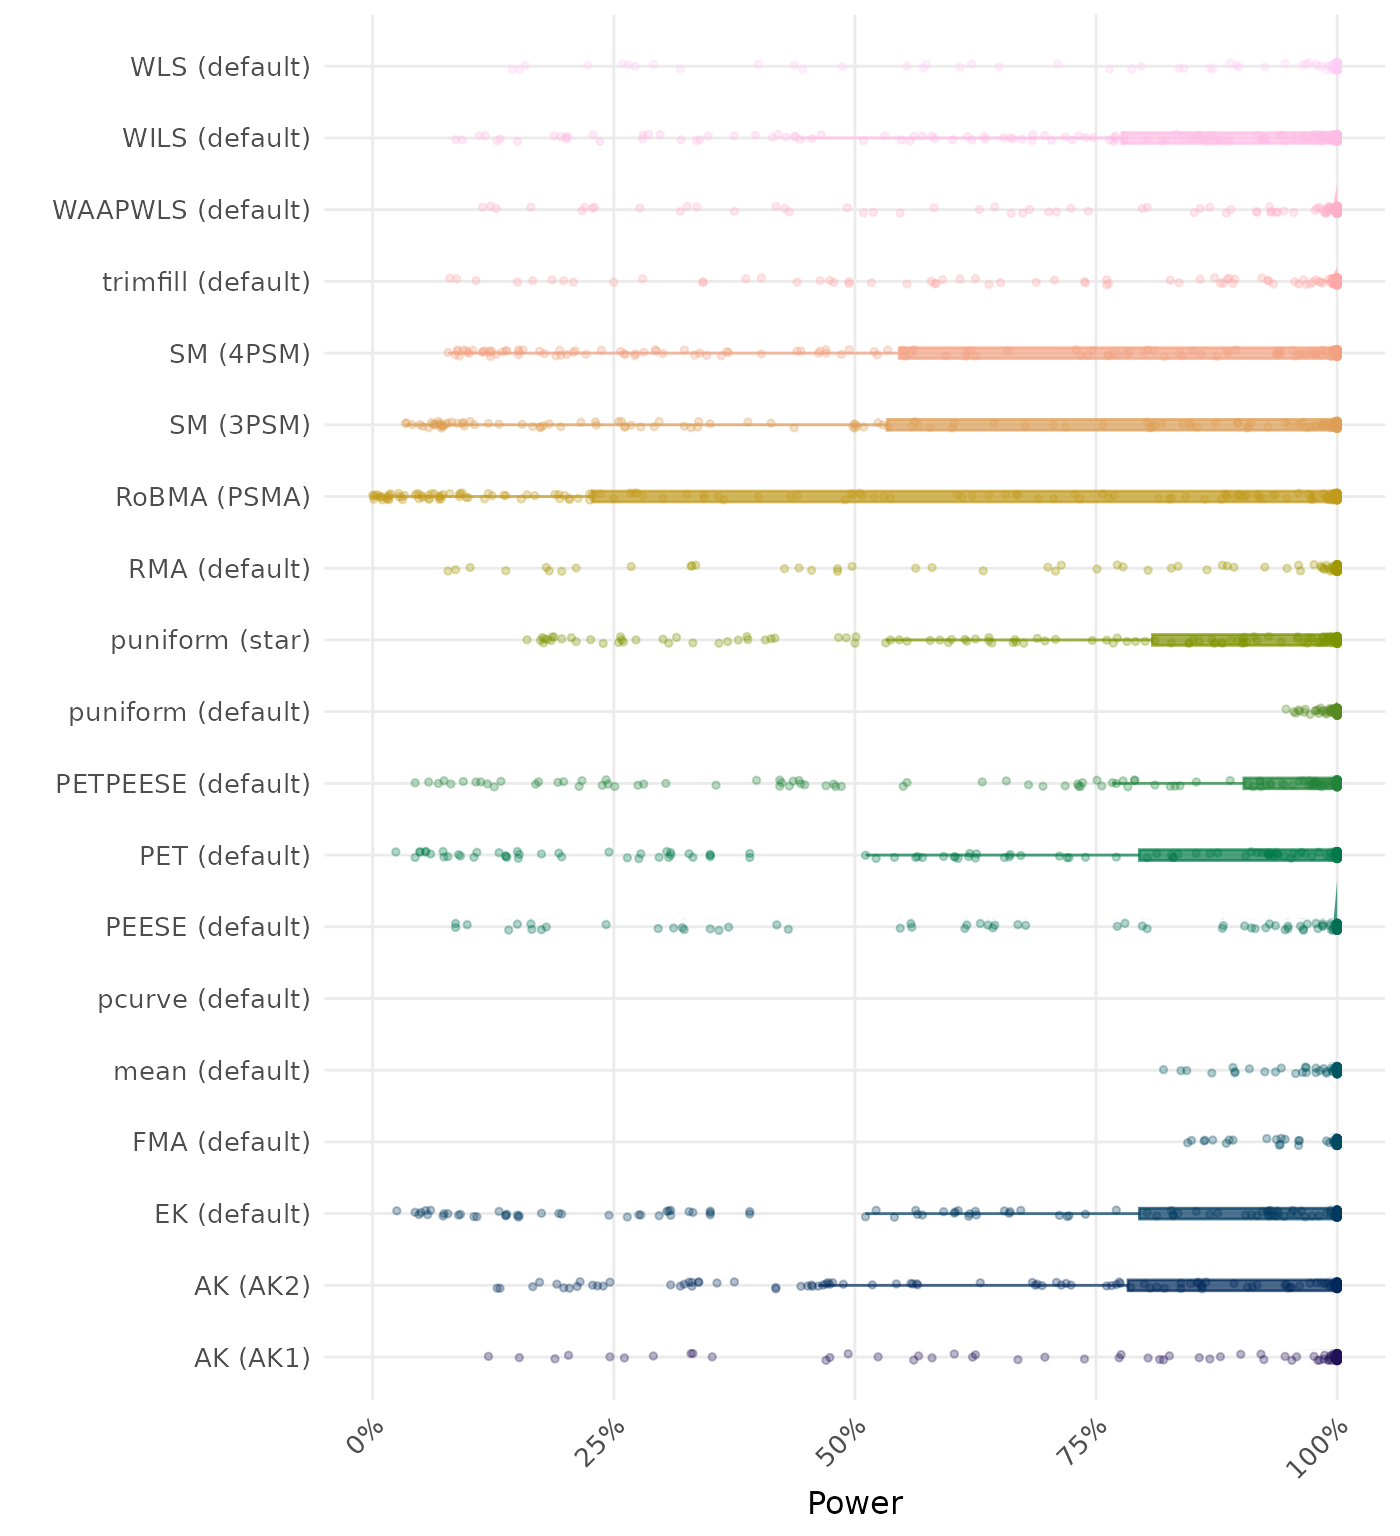 WLS (default)
WILS (default)
WAAPWLS (default)
trimfill (default)
SM (4PSM)
SM (3PSM)
RoBMA (PSMA)
RMA (default)
puniform (star)
puniform (default)
PETPEESE (default)
PET (default)
PEESE (default)
pcurve (default)
mean (default)
FMA (default)
EK (default)
AK (AK2)
AK (AK1)
0% 25% 50% 75% 100%
Power